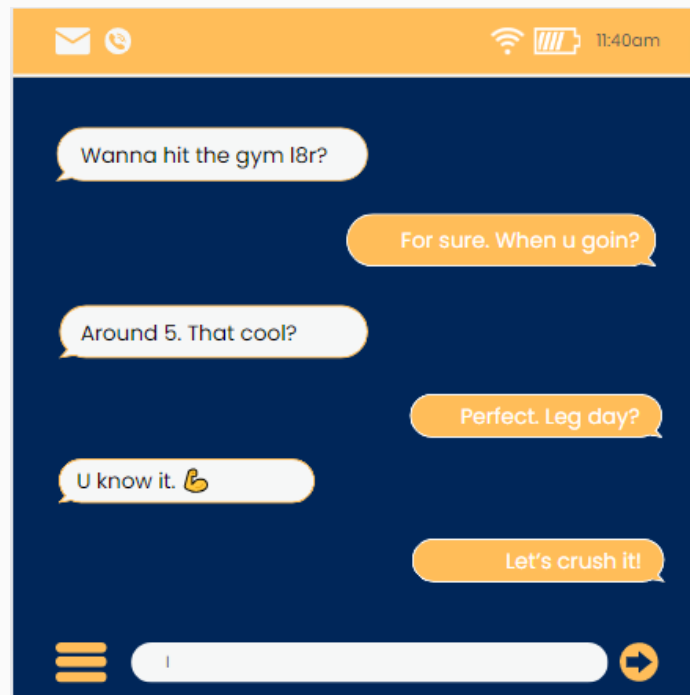 11:40am
Wanna hit the gym l8r?
For sure. When u goin?
Around 5. That cool?
Perfect. Leg day?
U know it. 💪
Let's crush it!